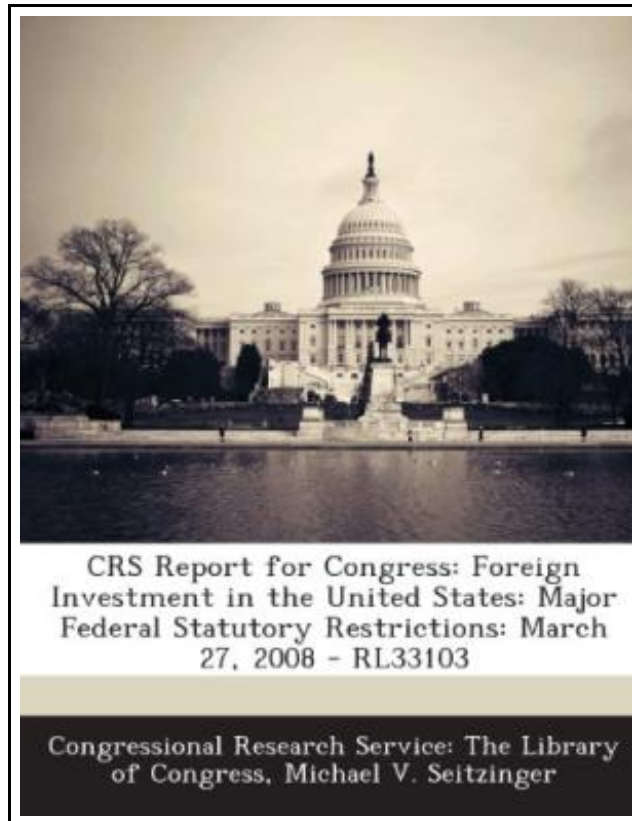 CRS Report for Congress: Foreign
Investment in the United States: Major
Federal Statutory Restrictions: March
27, 2008 - RL33103
Congressional Research Service: The Library
of Congress, Michael V. Seitzinger